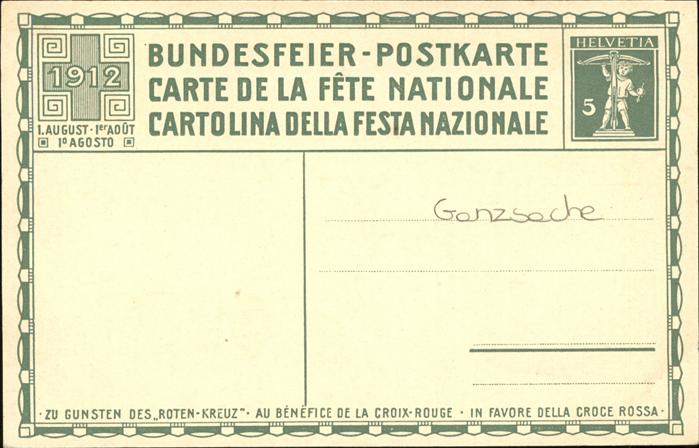 1912
1. AUGUST · 1er AOÛT
1o AGOSTO
BUNDESFEIER - POSTKARTE
CARTE DE LA FÊTE NATIONALE
CARTOLINA DELLA FESTA NAZIONALE
HELVETIA
5
Ganzsache
· ZU GUNSTEN DES „ROTEN-KREUZ" · AU BÉNÉFICE DE LA CROIX-ROUGE · IN FAVORE DELLA CROCE ROSSA ·